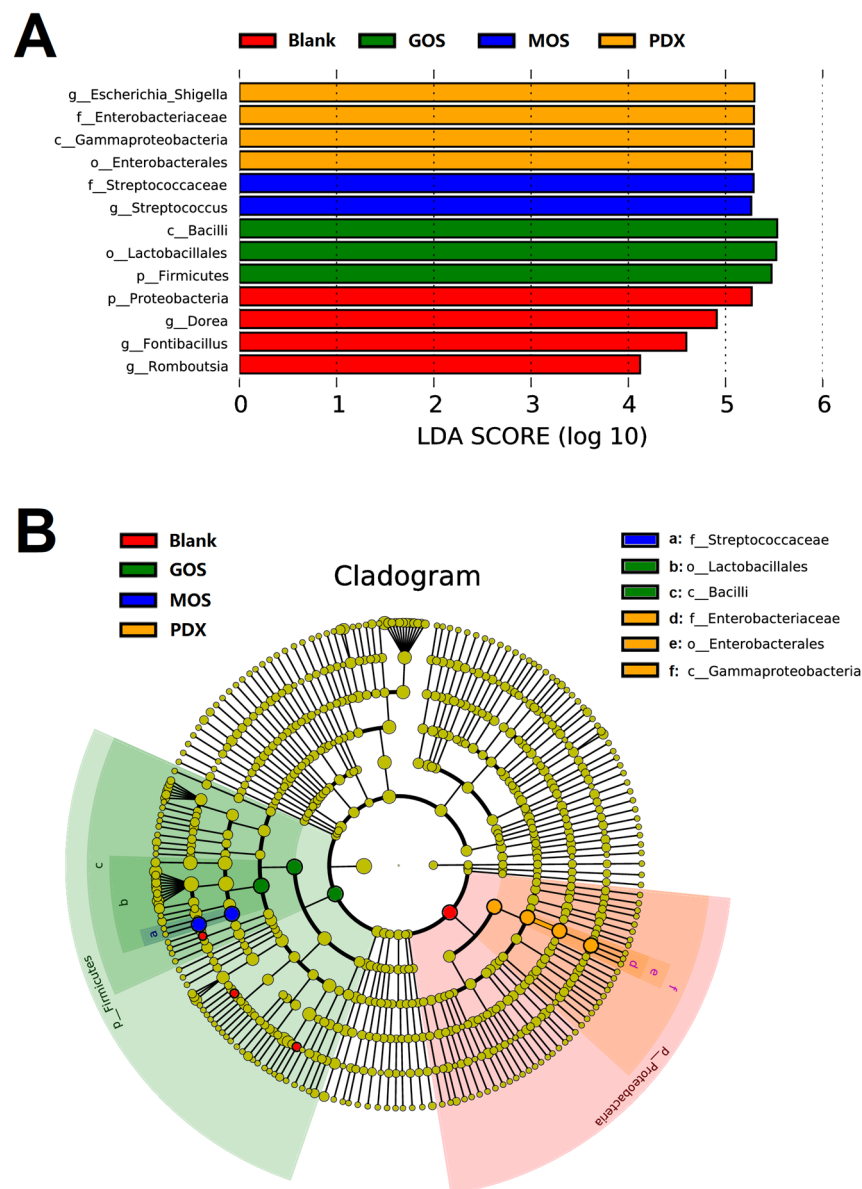 A
Blank GOS MOS PDX
g__Escherichia_Shigella
f__Enterobacteriaceae
c__Gammaproteobacteria
o__Enterobacterales
f__Streptococcaceae
g__Streptococcus
c__Bacilli
o__Lactobacillales
p__Firmicutes
p__Proteobacteria
g__Dorea
g__Fontibacillus
g__Romboutsia
0 1 2 3 4 5 6
LDA SCORE (log 10)
B
Blank
GOS
MOS
PDX
Cladogram
a: f__Streptococcaceae
b: o__Lactobacillales
c: c__Bacilli
d: f__Enterobacteriaceae
e: o__Enterobacterales
f: c__Gammaproteobacteria
c
b
a
p__Firmicutes
d
e
f
p__Proteobacteria